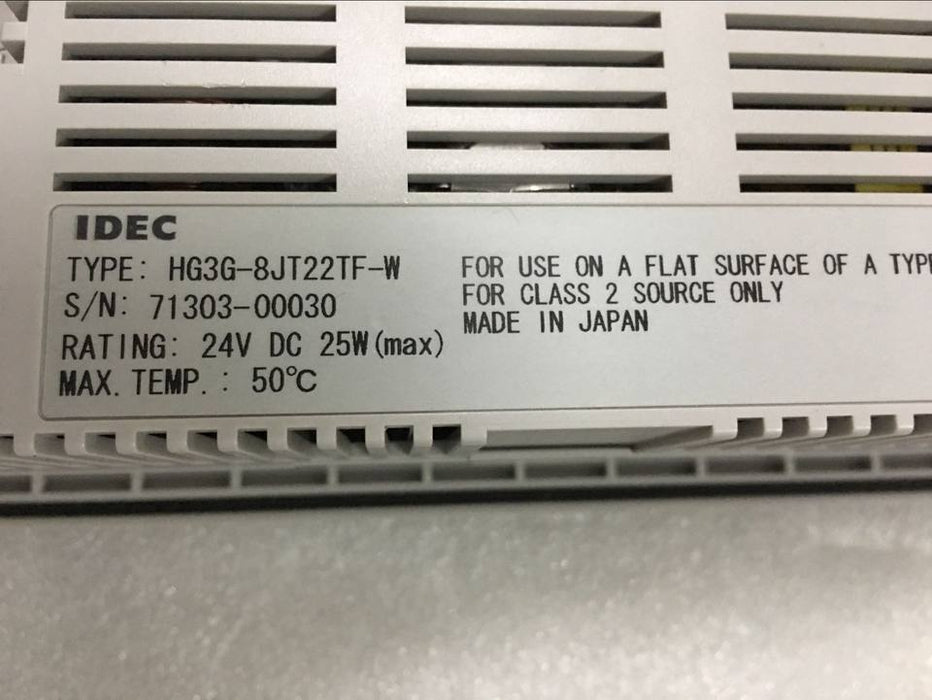 IDEC
TYPE: HG3G-8JT22TF-W
S/N: 71303-00030
RATING: 24V DC 25W(max)
MAX. TEMP. : 50℃
FOR USE ON A FLAT SURFACE OF A TYPE
FOR CLASS 2 SOURCE ONLY
MADE IN JAPAN